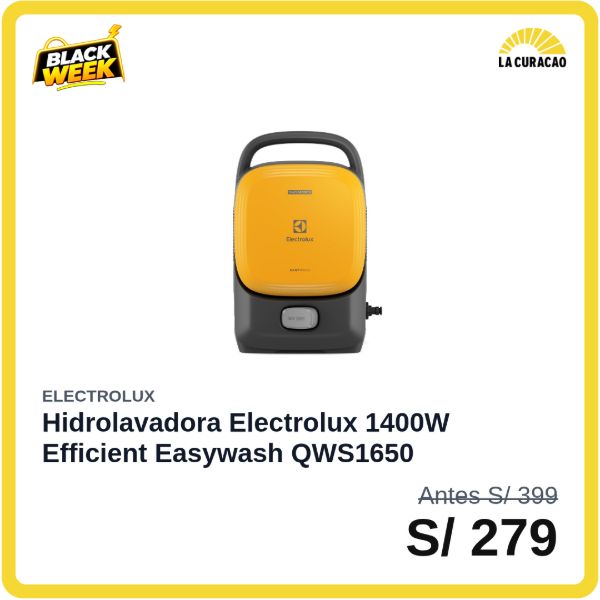 BLACK
WEEK
LA CURACAO
Electrolux
ELECTROLUX
Hidrolavadora Electrolux 1400W
Efficient Easywash QWS1650
Antes S/ 399
S/ 279